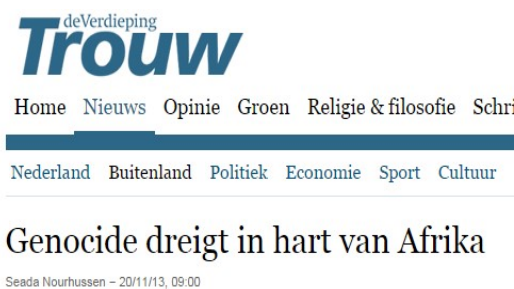 deVerdieping
Trouw
Home Nieuws Opinie Groen Religie & filosofie Schri
Nederland Buitenland Politiek Economie Sport Cultuur
Genocide dreigt in hart van Afrika
Seada Nourhussen – 20/11/13, 09:00